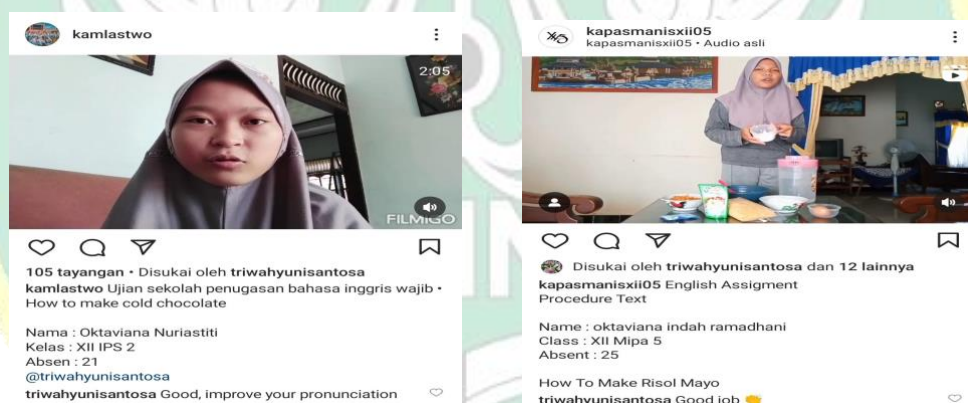 kamlastwo
2:05
FILMIGO
105 tayangan • Disukai oleh triwahyunisantosa
kamlastwo Ujian sekolah penugasan bahasa inggris wajib •
How to make cold chocolate
Nama : Oktaviana Nuriastiti
Kelas : XII IPS 2
Absen : 21
@triwahyunisantosa
triwahyunisantosa Good, improve your pronunciation
kapasmanisxii05
kapasmanisxii05 • Audio asli
Disukai oleh triwahyunisantosa dan 12 lainnya
kapasmanisxii05 English Assigment
Procedure Text
Name : oktaviana indah ramadhani
Class : XII Mipa 5
Absent : 25
How To Make Risol Mayo
triwahyunisantosa Good job 👏